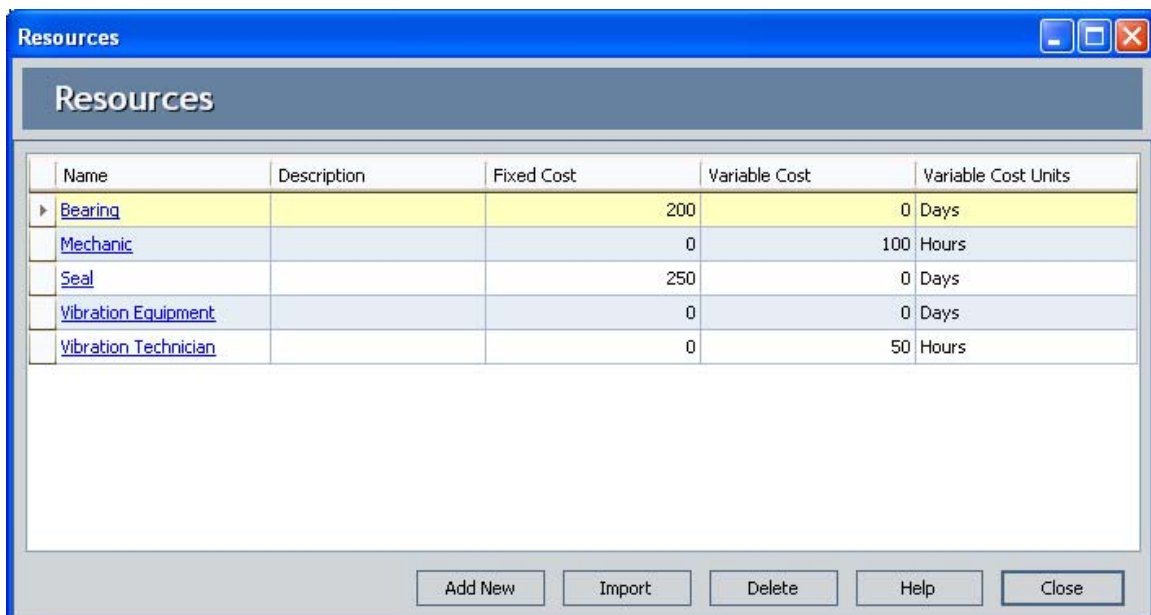 Resources
Resources
Name Description Fixed Cost Variable Cost Variable Cost Units
Bearing 200 0 Days
Mechanic 0 100 Hours
Seal 250 0 Days
Vibration Equipment 0 0 Days
Vibration Technician 0 50 Hours
Add New Import Delete Help Close